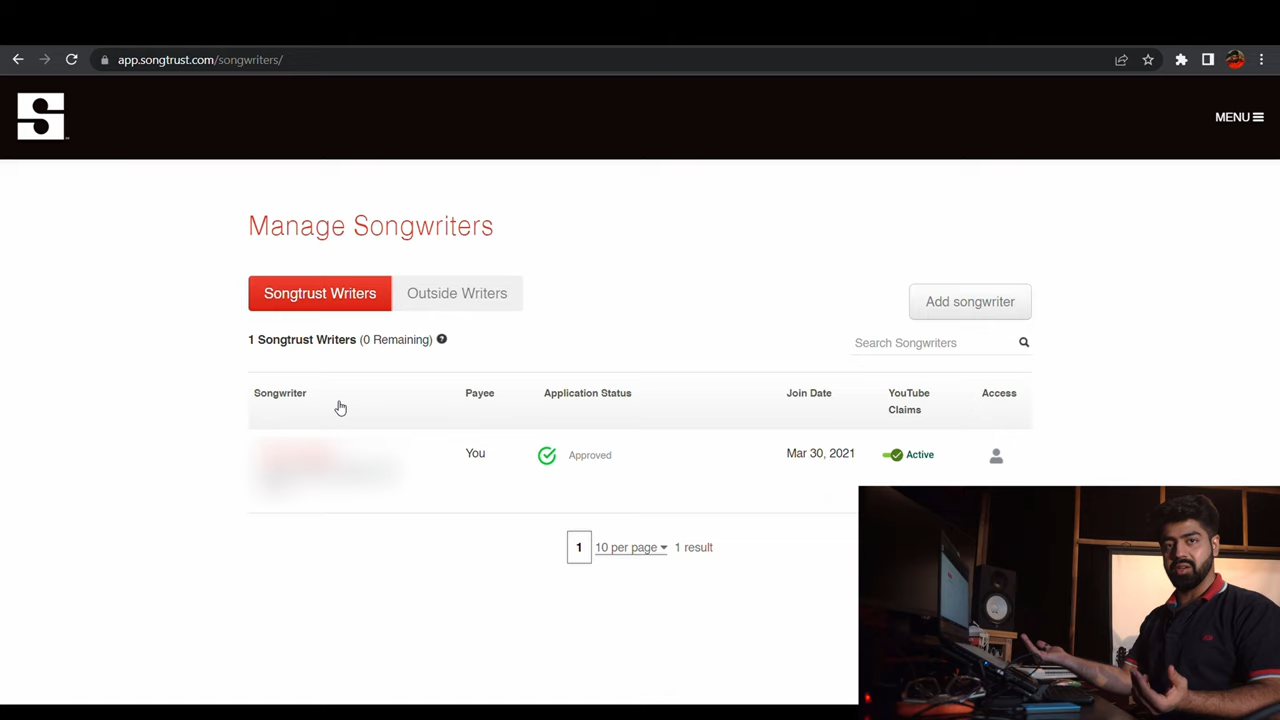 app.songtrust.com/songwriters/
S
MENU
Manage Songwriters
Songtrust Writers
Outside Writers
Add songwriter
1 Songtrust Writers (0 Remaining) ?
Search Songwriters
Songwriter
Payee
Application Status
Join Date
YouTube
Claims
Access
You
Approved
Mar 30, 2021
Active
1
10 per page
1 result